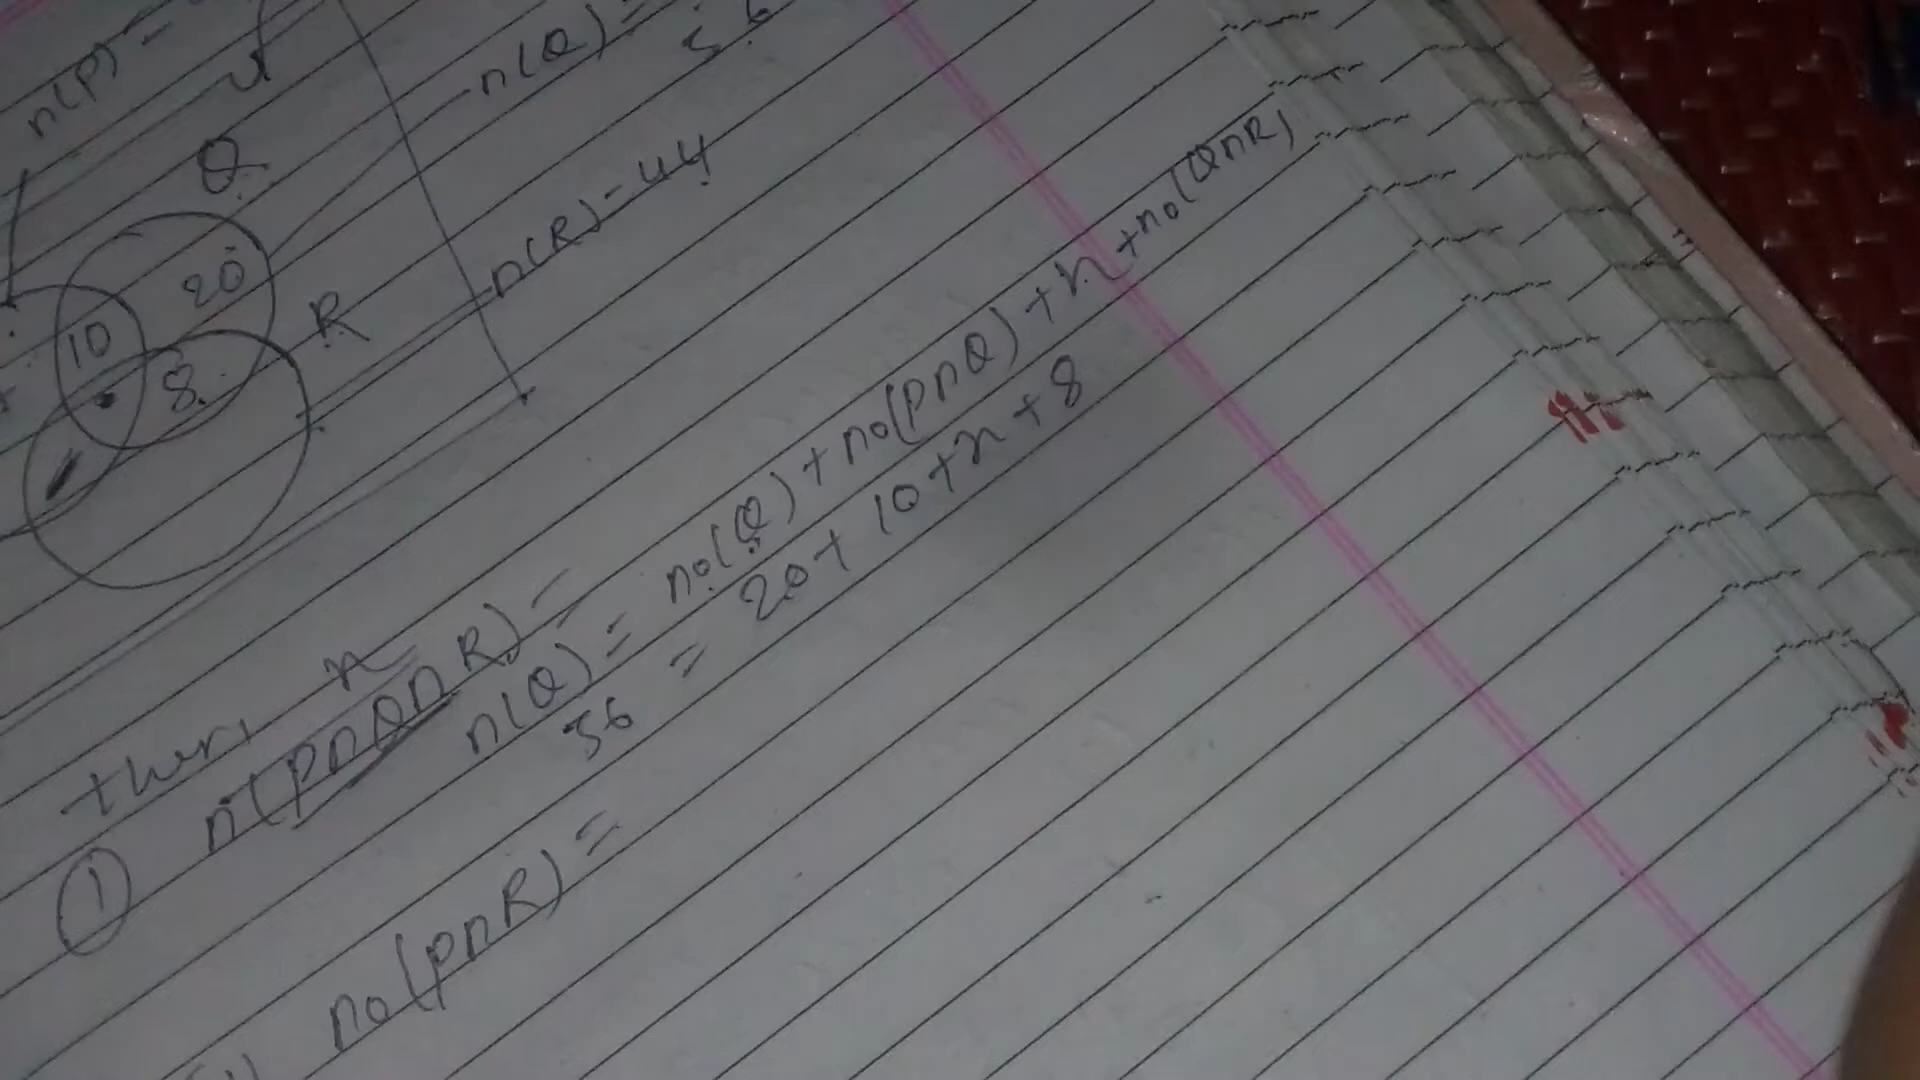 n(P) =
n(Q) =
56
Q
n(R) = 44
20
10
R
8
then,
x
① n(P∩Q∩R) =
n(Q) = no(Q) + no(P∩Q) + x + no(Q∩R)
56 = 20 + 10 + x + 8
no(P∩R) =